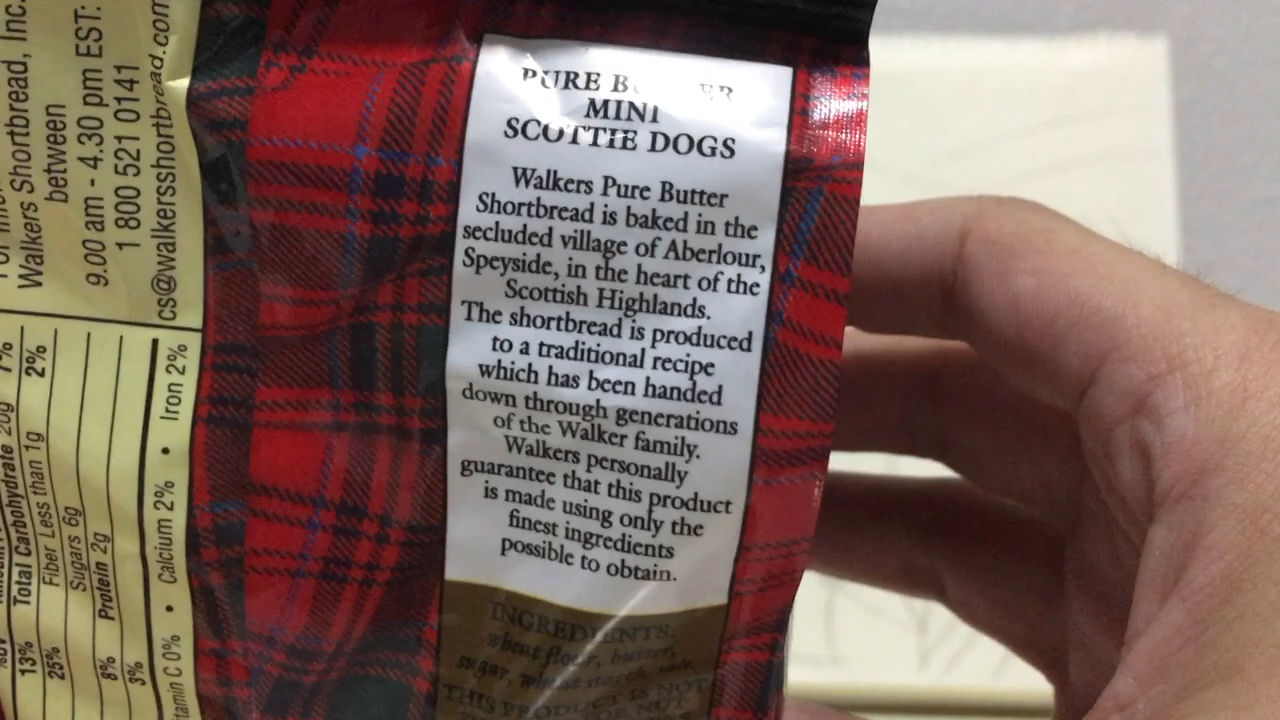 PURE
MINI
SCOTTIE DOGS
Walkers Pure Butter
Shortbread is baked in the
secluded village of Aberlour,
Speyside, in the heart of the
Scottish Highlands.
The shortbread is produced
to a traditional recipe
which has been handed
down through generations
of the Walker family.
Walkers personally
guarantee that this product
is made using only the
finest ingredients
possible to obtain.
INGREDIENTS:
wheat flour, butter,
sugar, wheat starch, salt.
THIS PRODUCT IS NOT
Walkers Shortbread, Inc.
between
9.00 am - 4.30 pm EST:
1 800 521 0141
cs@walkersshortbread.com
Total Carbohydrate 20g 7%
Fiber Less than 1g 2%
Sugars 6g
Protein 2g
13%
25%
8%
3%
C 0% • Calcium 2% • Iron 2%